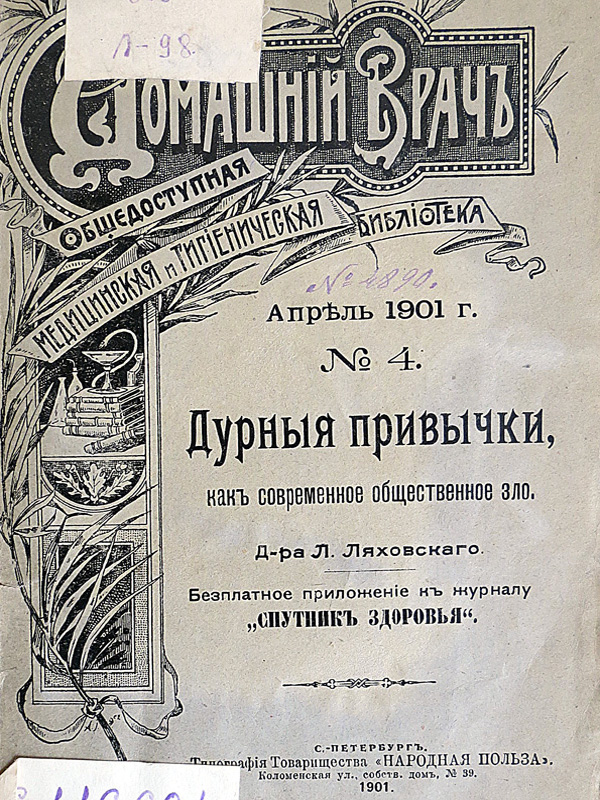 Л-98
Домашній Врачъ
Общедоступная
Медицинская и гигіеническая
библіотека
№ 4890.
Апрѣль 1901 г.
№ 4.
Дурныя привычки,
какъ современное общественное зло.
Д-ра Л. Ляховскаго.
Безплатное приложеніе къ журналу
„СПУТНИКЪ ЗДОРОВЬЯ“.
С.-ПЕТЕРБУРГЪ.
Типографія Товарищества «НАРОДНАЯ ПОЛЬЗА».
Коломенская ул., собств. домъ, № 39.
1901.